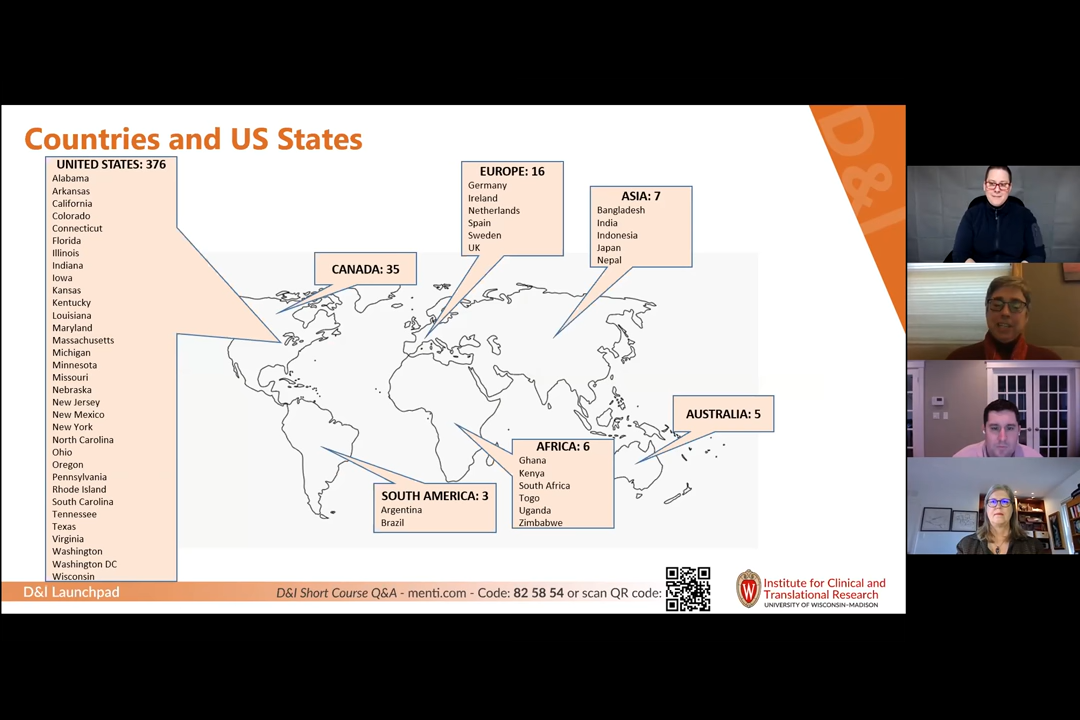 Countries and US States
UNITED STATES: 376
Alabama
Arkansas
California
Colorado
Connecticut
Florida
Illinois
Indiana
Iowa
Kansas
Kentucky
Louisiana
Maryland
Massachusetts
Michigan
Minnesota
Missouri
Nebraska
New Jersey
New Mexico
New York
North Carolina
Ohio
Oregon
Pennsylvania
Rhode Island
South Carolina
Tennessee
Texas
Virginia
Washington
Washington DC
Wisconsin
CANADA: 35
EUROPE: 16
Germany
Ireland
Netherlands
Spain
Sweden
UK
ASIA: 7
Bangladesh
India
Indonesia
Japan
Nepal
AUSTRALIA: 5
AFRICA: 6
Ghana
Kenya
South Africa
Togo
Uganda
Zimbabwe
SOUTH AMERICA: 3
Argentina
Brazil
D&I
D&I Launchpad
D&I Short Course Q&A - menti.com - Code: 82 58 54 or scan QR code:
W
Institute for Clinical and
Translational Research
UNIVERSITY OF WISCONSIN–MADISON